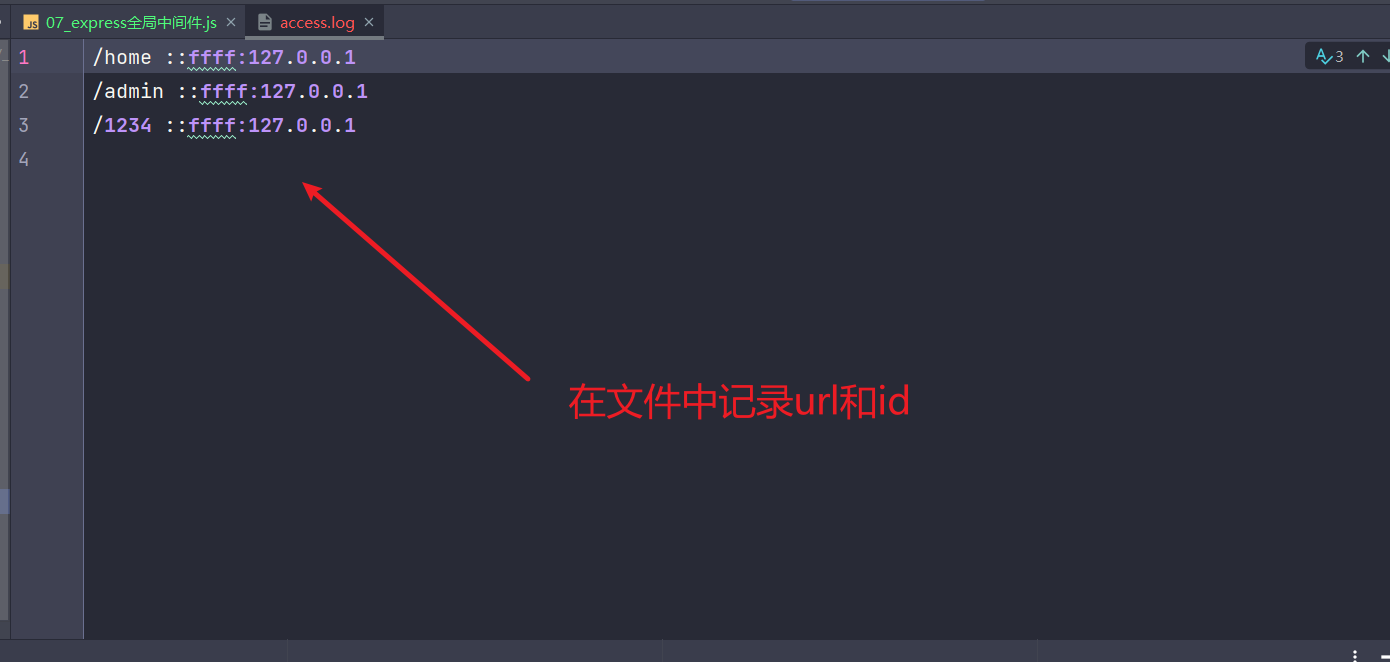 JS 07_express全局中间件.js × access.log ×
1 /home ::ffff:127.0.0.1
3
2 /admin ::ffff:127.0.0.1
3 /1234 ::ffff:127.0.0.1
4
在文件中记录url和id